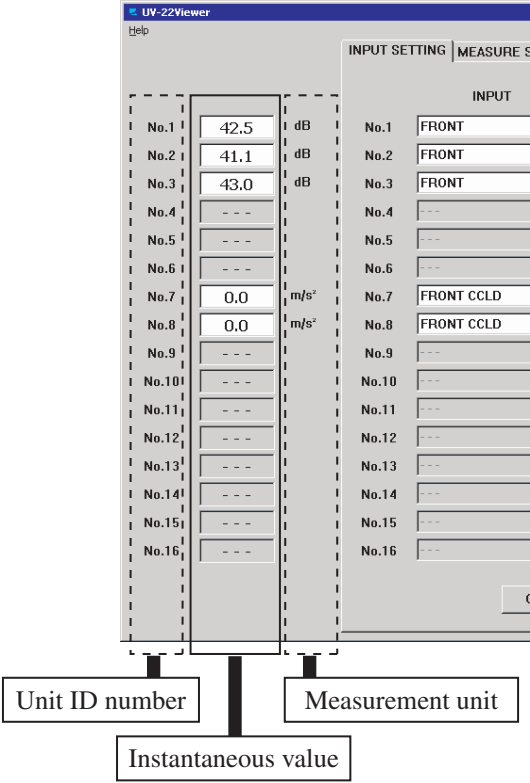 UV-22Viewer
Help
INPUT SETTING MEASURE S
INPUT
No.1 42.5 dB No.1 FRONT
No.2 41.1 dB No.2 FRONT
No.3 43.0 dB No.3 FRONT
No.4 - - - No.4 - - -
No.5 - - - No.5 - - -
No.6 - - - No.6 - - -
No.7 0.0 m/s² No.7 FRONT CCLD
No.8 0.0 m/s² No.8 FRONT CCLD
No.9 - - - No.9 - - -
No.10 - - - No.10 - - -
No.11 - - - No.11 - - -
No.12 - - - No.12 - - -
No.13 - - - No.13 - - -
No.14 - - - No.14 - - -
No.15 - - - No.15 - - -
No.16 - - - No.16 - - -
Unit ID number Measurement unit
Instantaneous value